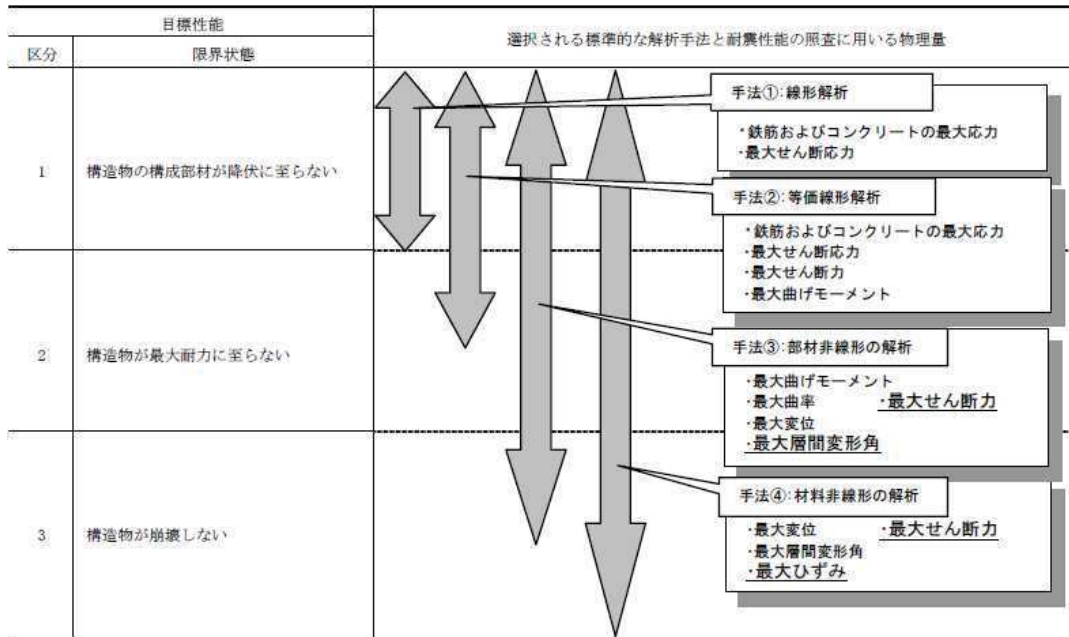 目標性能
選択される標準的な解析手法と耐震性能の照査に用いる物理量
区分
限界状態
1
構造物の構成部材が降伏に至らない
手法①:線形解析
・鉄筋およびコンクリートの最大応力
・最大せん断応力
手法②:等価線形解析
・鉄筋およびコンクリートの最大応力
・最大せん断応力
・最大せん断力
・最大曲げモーメント
2
構造物が最大耐力に至らない
手法③:部材非線形の解析
・最大曲げモーメント
・最大曲率 ・最大せん断力
・最大変位
・最大層間変形角
3
構造物が崩壊しない
手法④:材料非線形の解析
・最大変位 ・最大せん断力
・最大層間変形角
・最大ひずみ